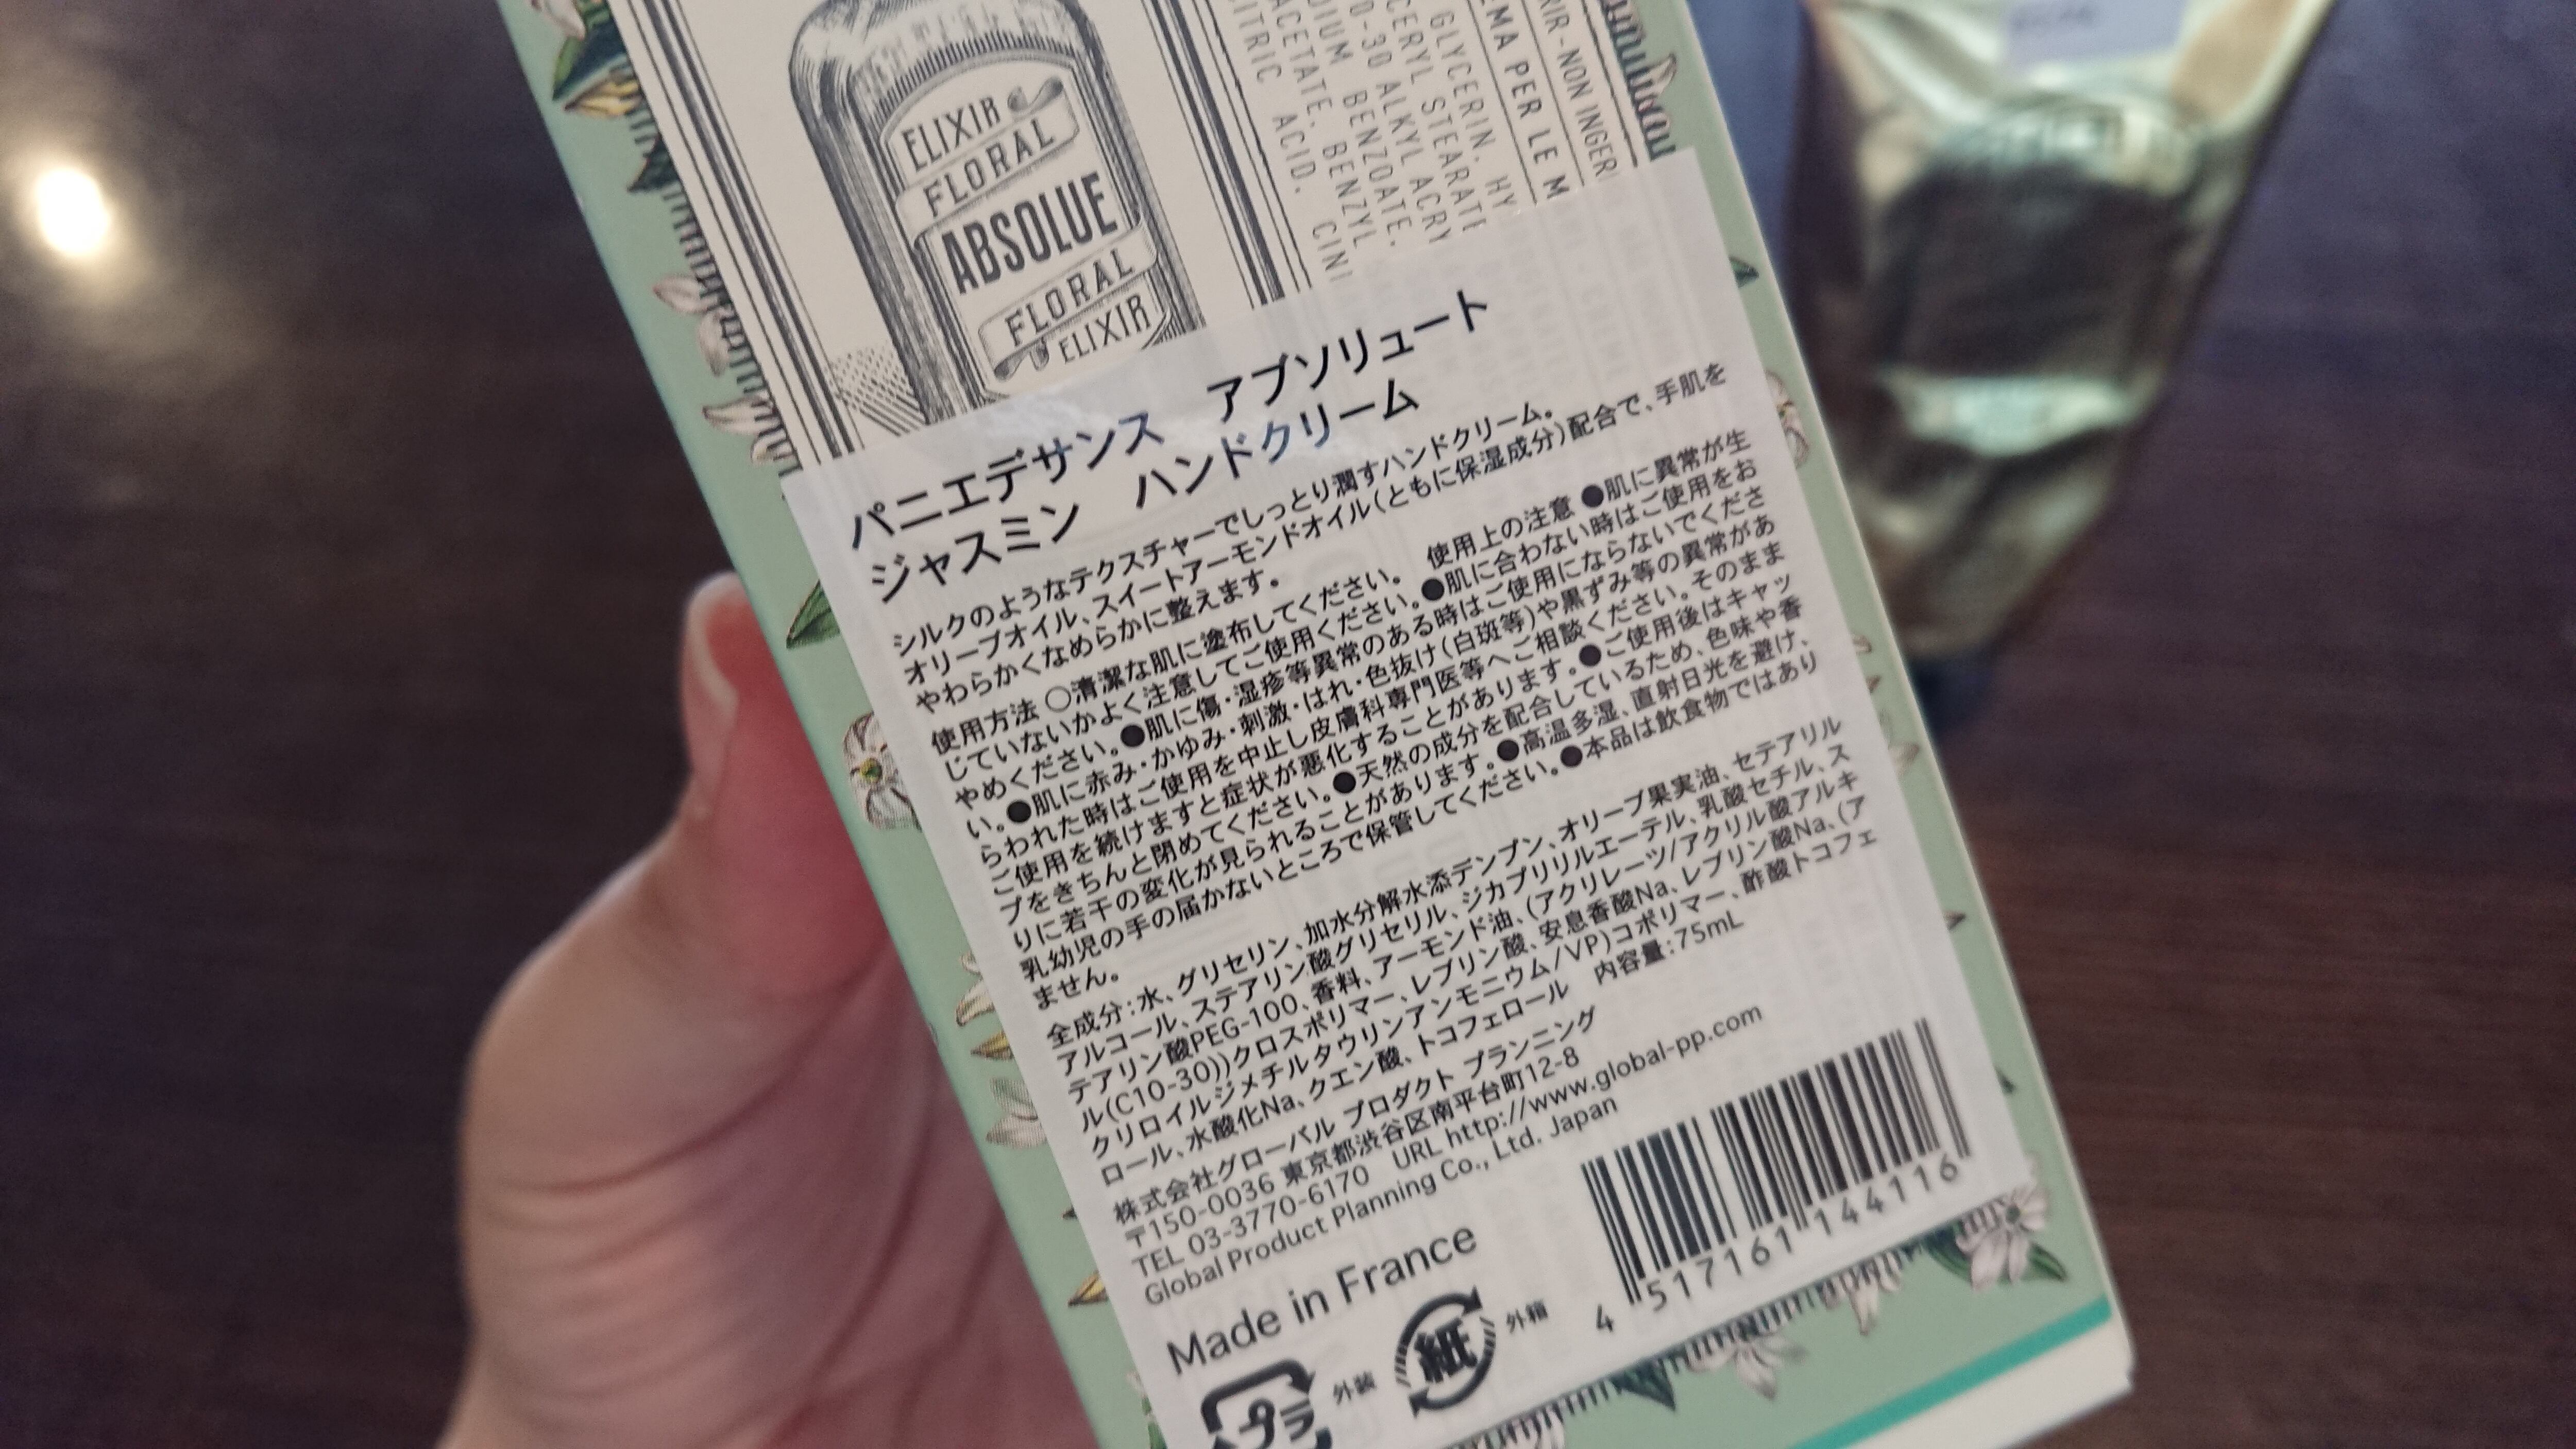 ELIXIR
FLORAL
ABSOLUE
FLORAL
ELIXIR
RIR-NON INGER
EMA PER LE M
GLYCERIN, HY
CERYL STEARATE
0-30 ALKYL ACRY
DIUM BENZOATE,
ACETATE, BENZYL
CITRIC ACID, CIN
パニエデサンス アブソリュート
ジャスミン ハンドクリーム
シルクのようなテクスチャーでしっとり潤すハンドクリーム。
オリーブオイル、スイートアーモンドオイル(ともに保湿成分)配合で、手肌を
やわらかくなめらかに整えます。
使用方法 ○清潔な肌に塗布してください。 使用上の注意 ●肌に異常が生
じていないかよく注意してご使用ください。●肌に合わない時はご使用をお
やめください。●肌に傷・湿疹等異常のある時はご使用にならないでくださ
い。●肌に赤み・かゆみ・刺激・はれ・色抜け(白斑等)や黒ずみ等の異常があ
らわれた時はご使用を中止し皮膚科専門医等へご相談ください。そのまま
ご使用を続けますと症状が悪化することがあります。●ご使用後はキャッ
プをきちんと閉めてください。●天然の成分を配合しているため、色味や香
りに若干の変化が見られることがあります。●高温多湿、直射日光を避け、
乳幼児の手の届かないところで保管してください。●本品は飲食物ではあり
ません。
全成分:水、グリセリン、加水分解水添デンプン、オリーブ果実油、セテアリル
アルコール、ステアリン酸グリセリル、ジカプリリルエーテル、乳酸セチル、ス
テアリン酸PEG-100、香料、アーモンド油、(アクリレーツ/アクリル酸アルキ
ル(C10-30))クロスポリマー、レブリン酸、安息香酸Na、レブリン酸Na、(ア
クリロイルジメチルタウリンアンモニウム/VP)コポリマー、酢酸トコフェ
ロール、水酸化Na、クエン酸、トコフェロール 内容量:75mL
株式会社グローバル プロダクト プランニング
〒150-0036 東京都渋谷区南平台町12-8
TEL 03-3770-6170 URL http://www.global-pp.com
Global Product Planning Co., Ltd. Japan
Made in France
4 517161 144116
プラ 外装 紙 外箱